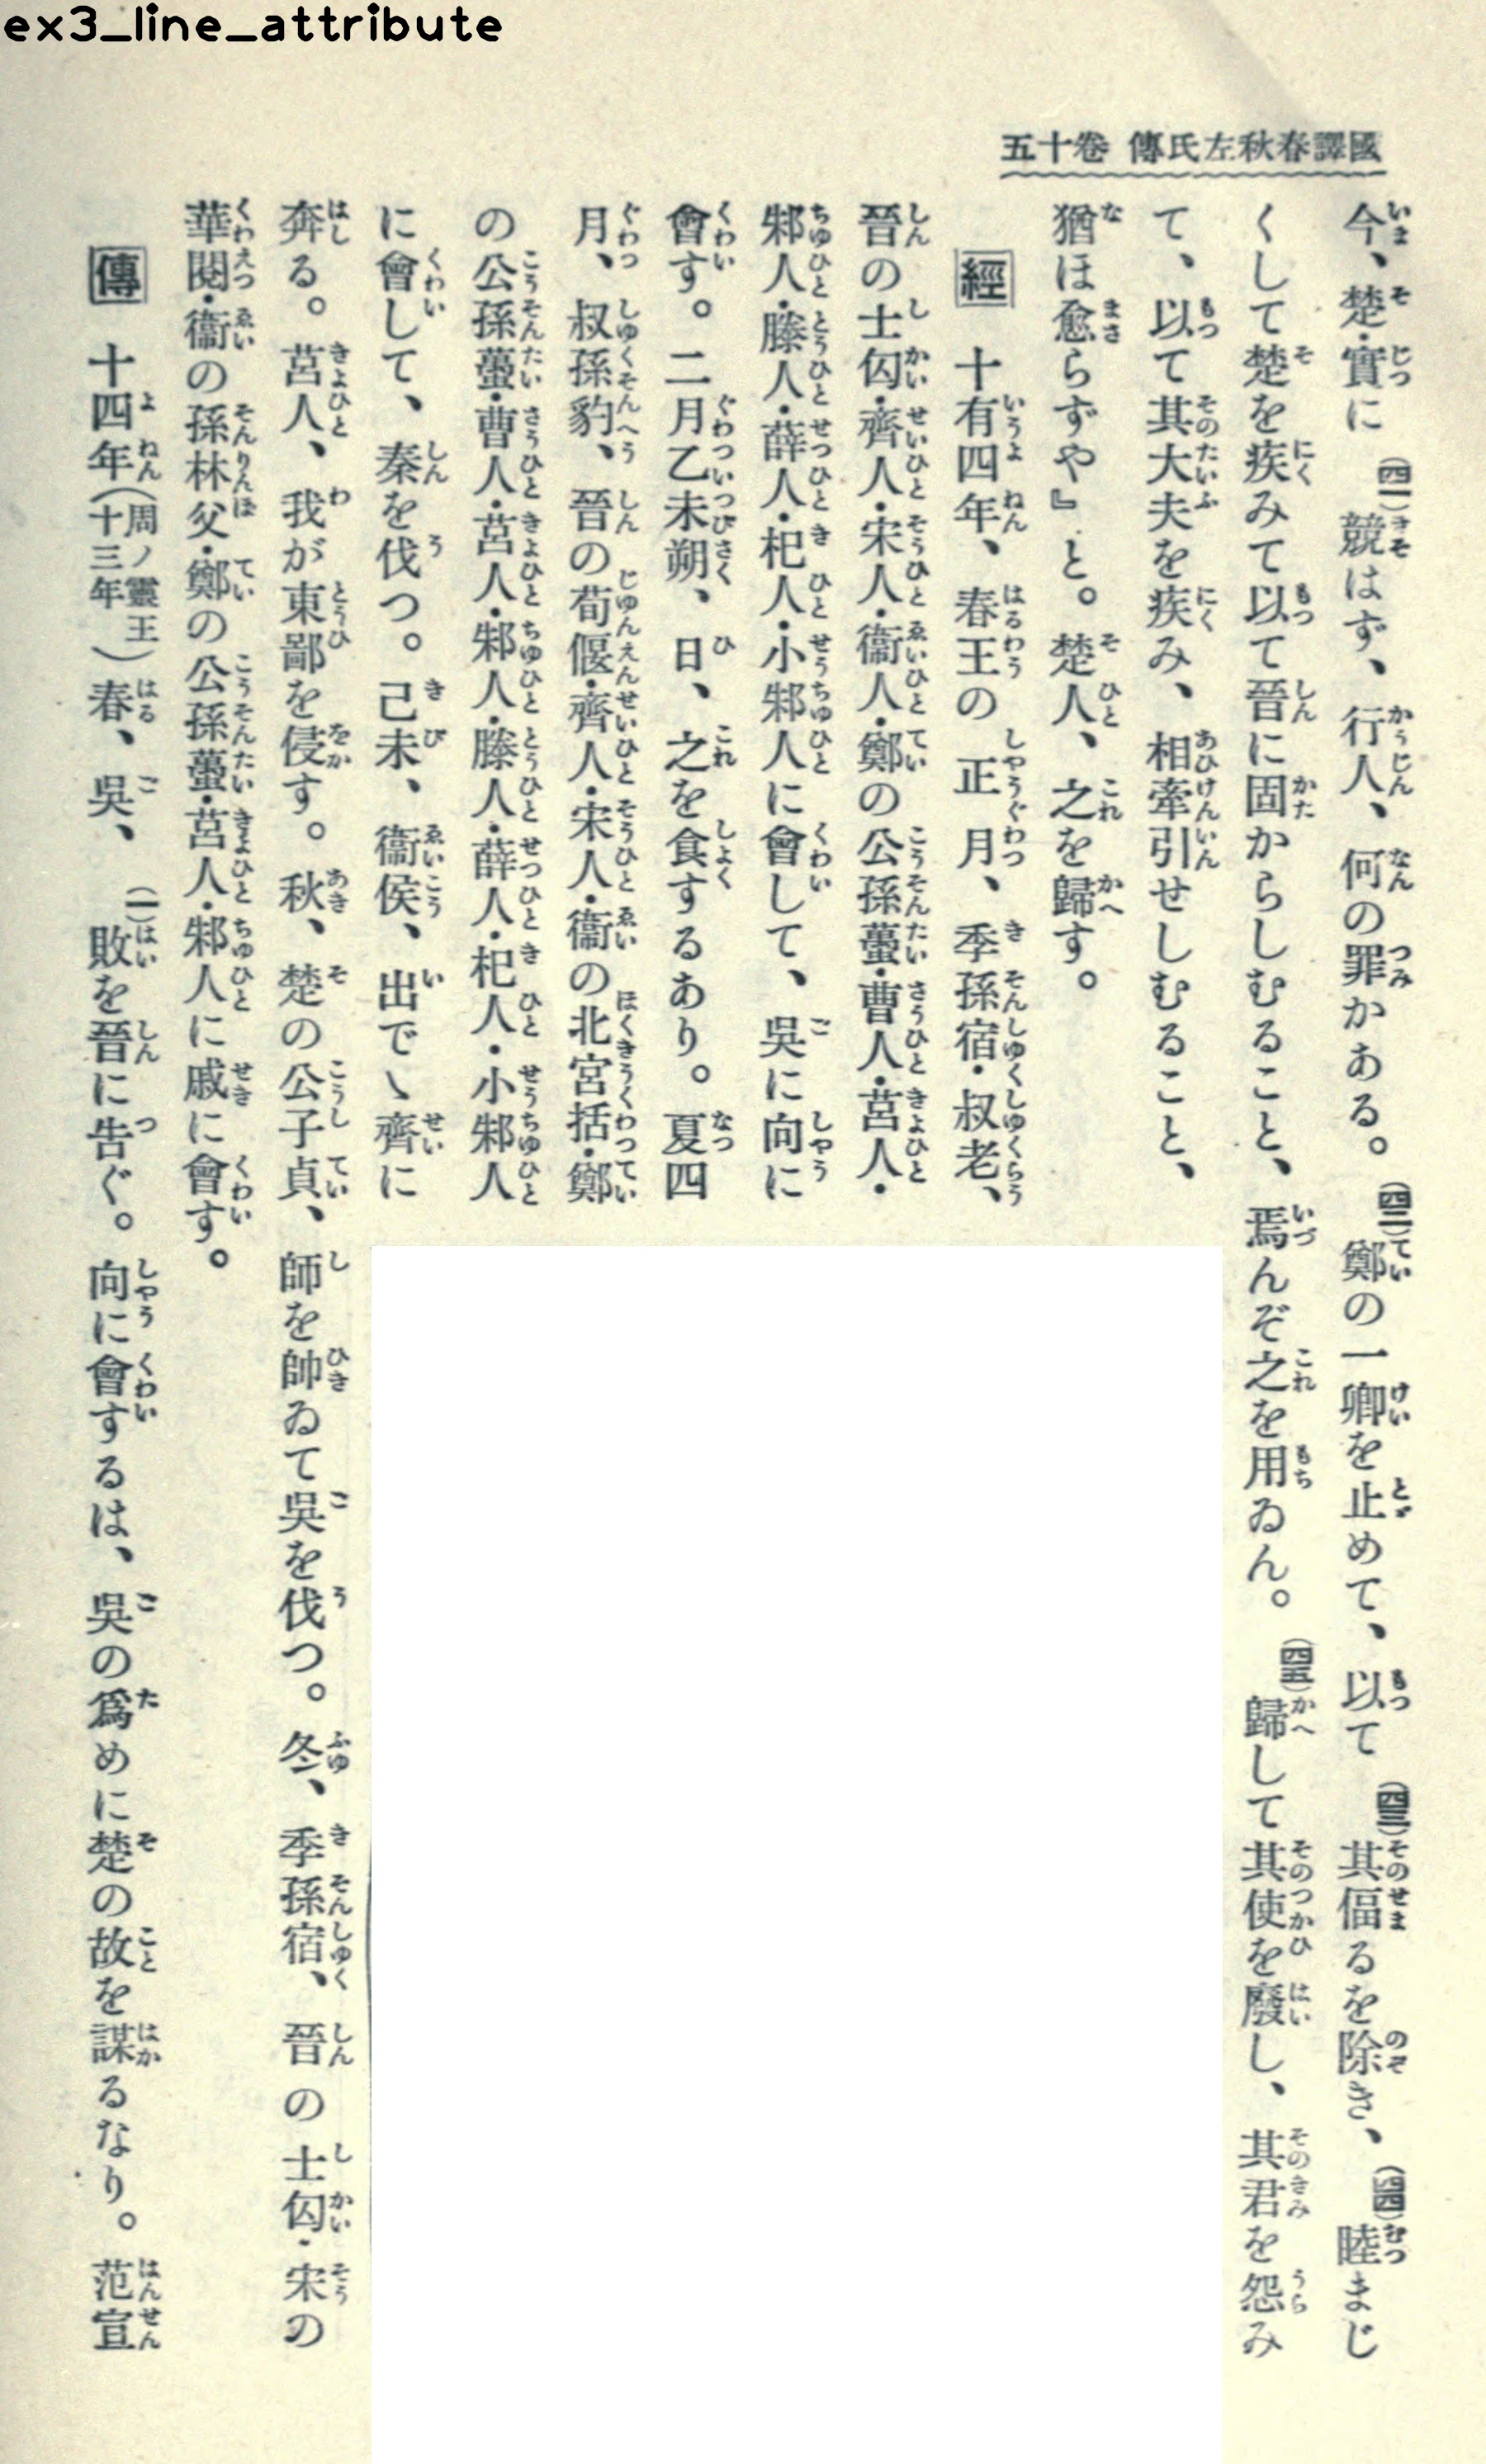 ex3_line_attribute
國譯春秋左氏傳 卷十五
今、楚・實に(四一)競はず、行人、何の罪かある。(四二)鄭の一卿を止めて、以て(四三)其偪るを除き、(四四)睦まじ
くして楚を疾みて以て晉に固からしむること、焉んぞ之を用ゐん。(四五)歸して其使を廢し、其君を怨み
て、以て其大夫を疾み、相牽引せしむること、
猶ほ愈らずや』と。楚人、之を歸す。
經 十有四年、春王の正月、季孫宿・叔老、
晉の士匃・齊人・宋人・衞人・鄭の公孫蠆・曹人・莒人・
邾人・滕人・薛人・杞人・小邾人に會して、吳に向に
會す。二月乙未朔、日、之を食するあり。夏四
月、叔孫豹、晉の荀偃・齊人・宋人・衞の北宮括・鄭
の公孫蠆・曹人・莒人・邾人・滕人・薛人・杞人・小邾人
に會して、秦を伐つ。己未、衞侯、出でゝ齊に
奔る。莒人、我が東鄙を侵す。秋、楚の公子貞、師を帥ゐて吳を伐つ。冬、季孫宿、晉の士匃・宋の
華閱・衞の孫林父・鄭の公孫蠆・莒人・邾人に戚に會す。
傳 十四年(周ノ靈王十三年)春、吳、(一)敗を晉に告ぐ。向に會するは、吳の爲めに楚の故を謀るなり。范宣